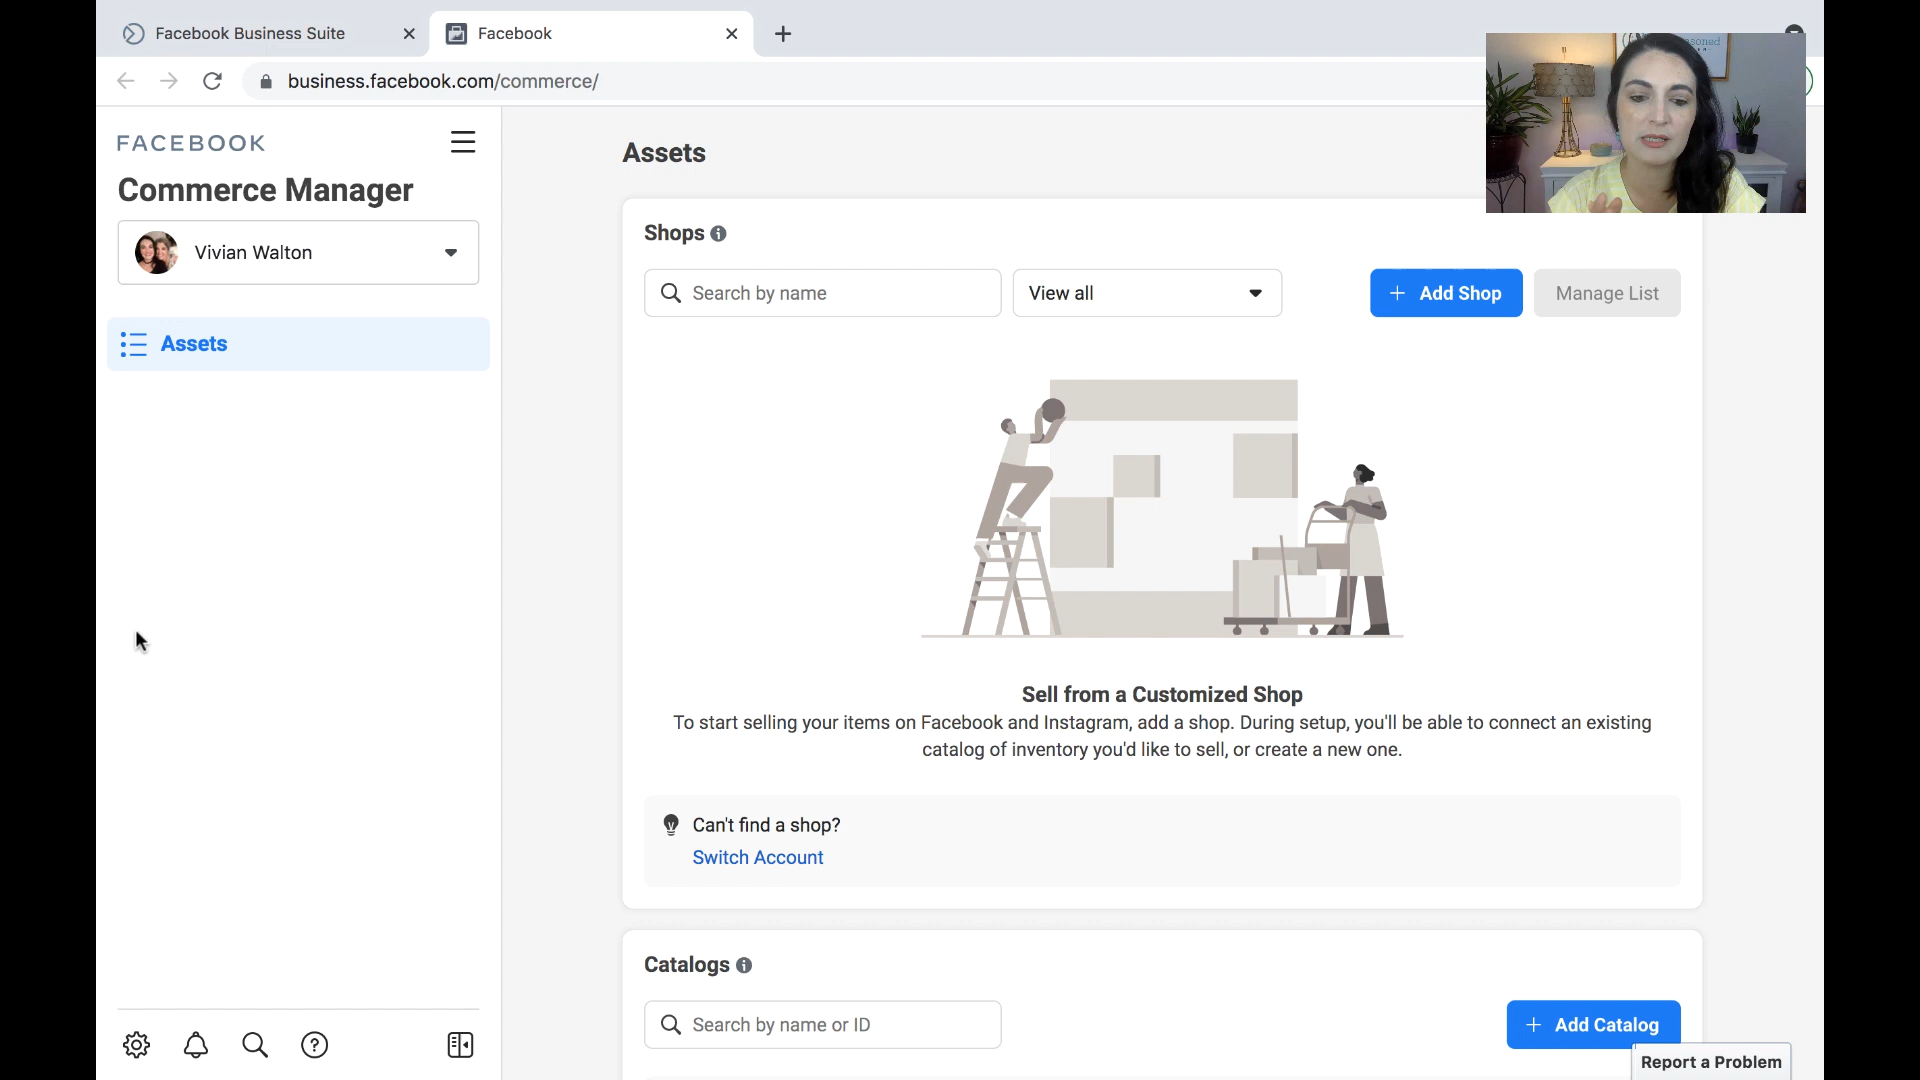 Facebook Business Suite
Facebook
business.facebook.com/commerce/
FACEBOOK
Commerce Manager
Vivian Walton
Assets
Assets
Shops
Search by name
View all
+ Add Shop
Manage List
Sell from a Customized Shop
To start selling your items on Facebook and Instagram, add a shop. During setup, you'll be able to connect an existing
catalog of inventory you'd like to sell, or create a new one.
Can't find a shop?
Switch Account
Catalogs
Search by name or ID
+ Add Catalog
Report a Problem